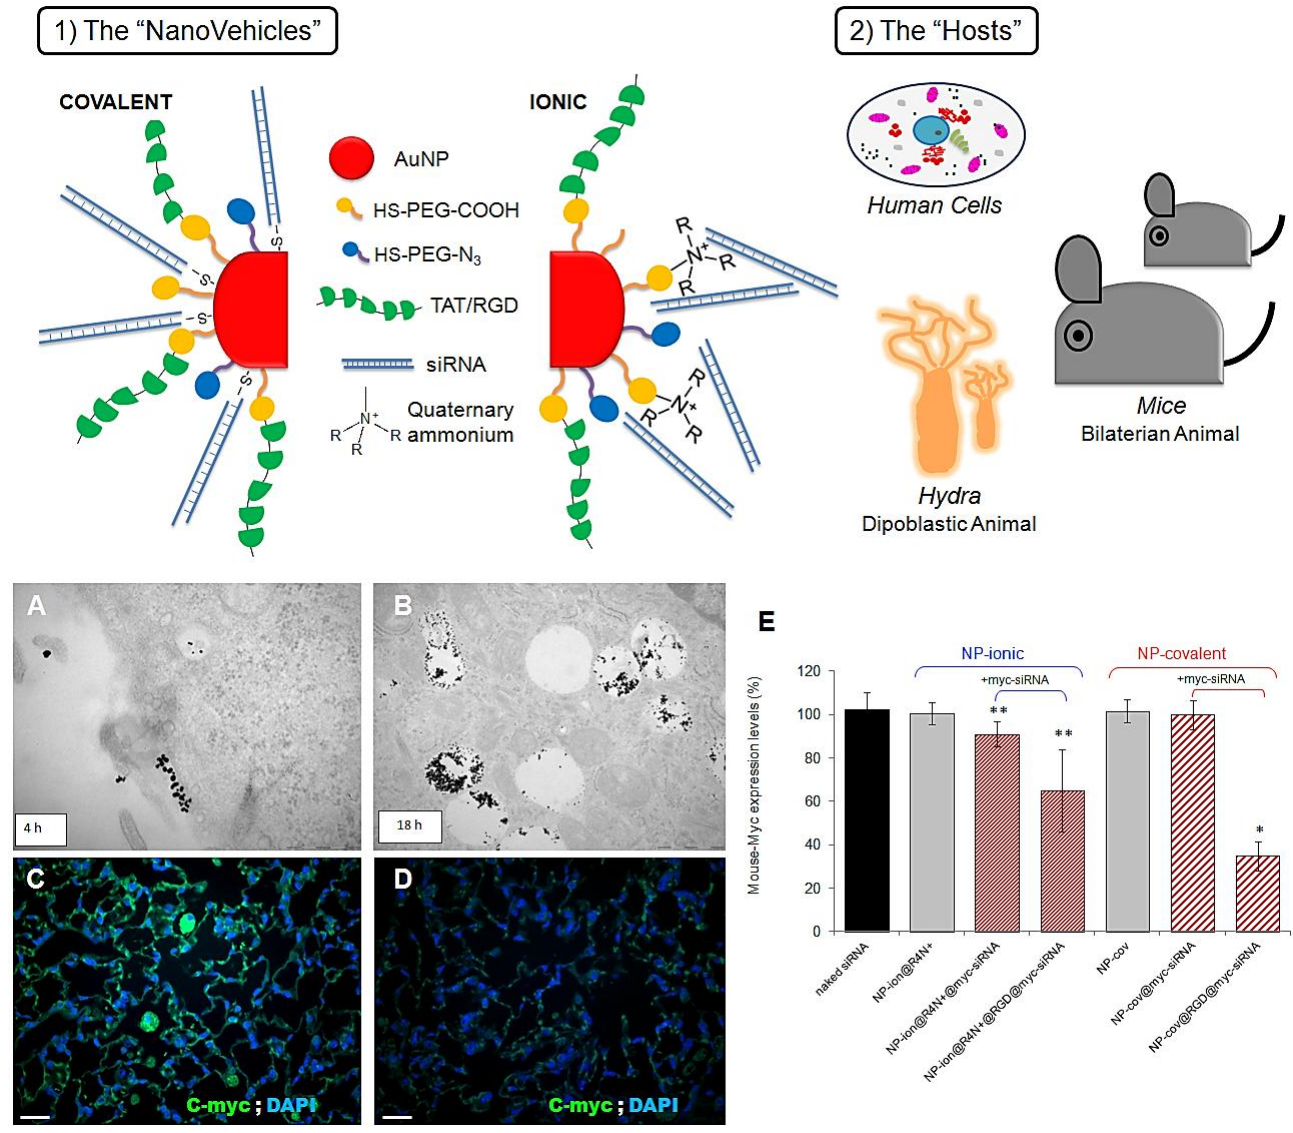 1) The “NanoVehicles”
2) The “Hosts”
COVALENT
IONIC
AuNP
HS-PEG-COOH
HS-PEG-N₃
TAT/RGD
siRNA
Quaternary
ammonium
N⁺
R
R
R
-S-
-S-
-S-
-S-
R
N⁺
R
R
R
N⁺
R
R
Human Cells
Mice
Bilaterian Animal
Hydra
Dipoblastic Animal
A
4 h
B
18 h
C
C-myc ; DAPI
D
C-myc ; DAPI
E
NP-ionic
NP-covalent
+myc-siRNA
+myc-siRNA
Mouse-Myc expression levels (%)
120
100
80
60
40
20
0
**
**
*
naked siRNA
NP-ion@R4N+
NP-ion@R4N+@myc-siRNA
NP-ion@R4N+@RGD@myc-siRNA
NP-cov
NP-cov@myc-siRNA
NP-cov@RGD@myc-siRNA